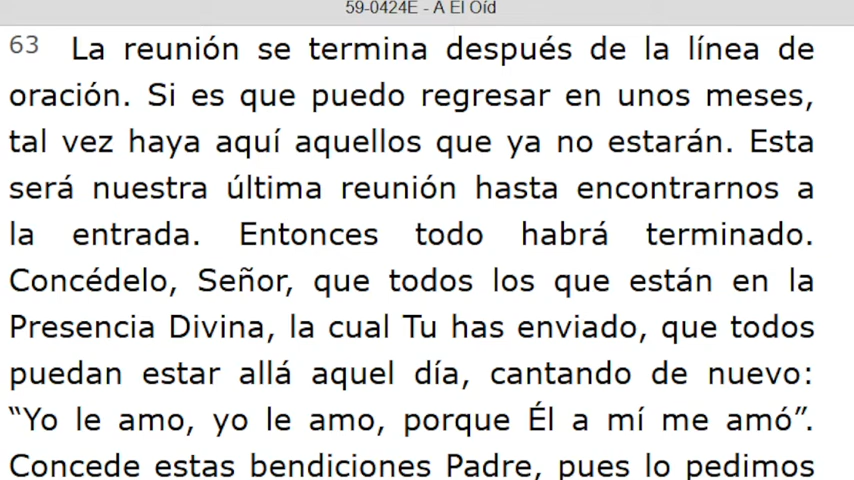 59-0424E - A El Oíd
63 La reunión se termina después de la línea de
oración. Si es que puedo regresar en unos meses,
tal vez haya aquí aquellos que ya no estarán. Esta
será nuestra última reunión hasta encontrarnos a
la entrada. Entonces todo habrá terminado.
Concédelo, Señor, que todos los que están en la
Presencia Divina, la cual Tu has enviado, que todos
puedan estar allá aquel día, cantando de nuevo:
“Yo le amo, yo le amo, porque Él a mí me amó”.
Concede estas bendiciones Padre, pues lo pedimos